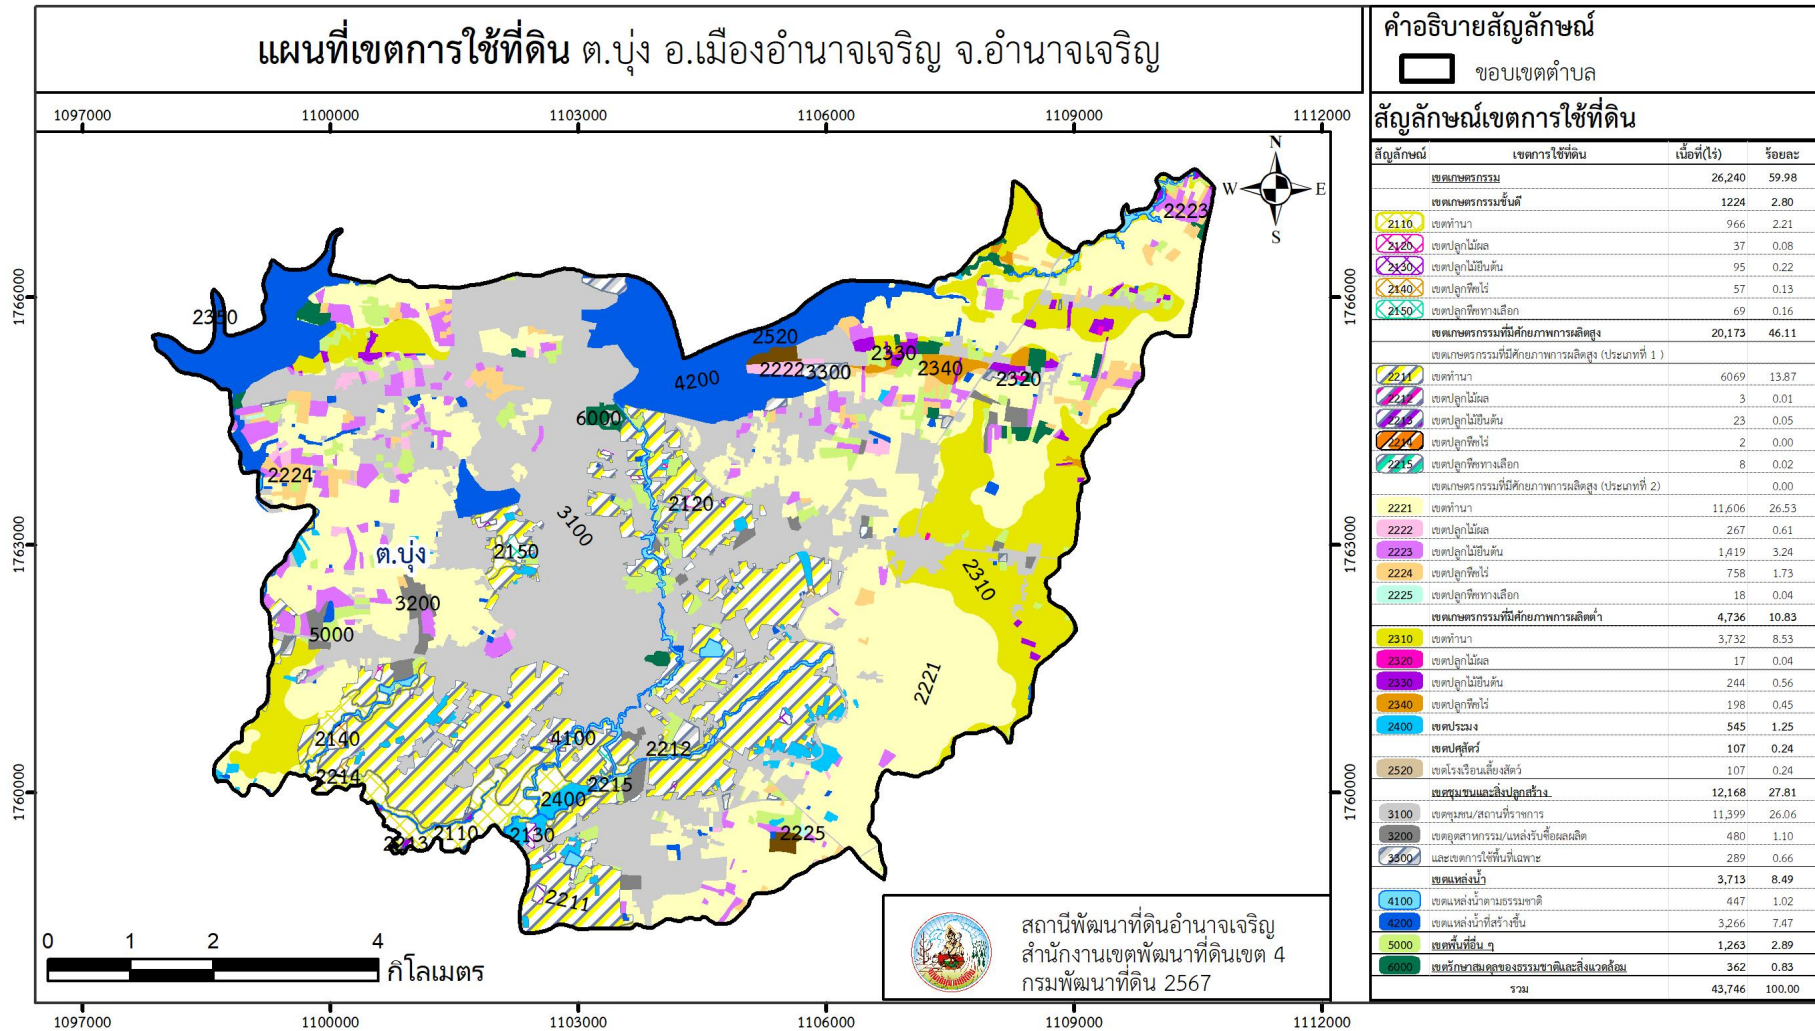 แผนที่เขตการใช้ที่ดิน ต.บุ่ง อ.เมืองอำนาจเจริญ จ.อำนาจเจริญ
1097000 1100000 1103000 1106000 1109000 1112000
N
W E
S
1766000 1766000
1763000 1763000
1760000 1760000
2223
2350
2520
2330
2222 3300 2340
4200 2320
6000
2224
2120
3100
2150
ต.บุ่ง
2310
3200
5000
2221
2140 4100 2212
2214
2215
2400
2110 2130 2225
2213
2211
0 1 2 4
กิโลเมตร
สถานีพัฒนาที่ดินอำนาจเจริญ
สำนักงานเขตพัฒนาที่ดินเขต 4
กรมพัฒนาที่ดิน 2567
1097000 1100000 1103000 1106000 1109000 1112000
คำอธิบายสัญลักษณ์
ขอบเขตตำบล
สัญลักษณ์เขตการใช้ที่ดิน
สัญลักษณ์ เขตการใช้ที่ดิน เนื้อที่(ไร่) ร้อยละ
เขตเกษตรกรรม 26,240 59.98
เขตเกษตรกรรมชั้นดี 1224 2.80
2110 เขตทำนา 966 2.21
2120 เขตปลูกไม้ผล 37 0.08
2130 เขตปลูกไม้ยืนต้น 95 0.22
2140 เขตปลูกพืชไร่ 57 0.13
2150 เขตปลูกพืชทางเลือก 69 0.16
เขตเกษตรกรรมที่มีศักยภาพการผลิตสูง 20,173 46.11
เขตเกษตรกรรมที่มีศักยภาพการผลิตสูง (ประเภทที่ 1 )
2211 เขตทำนา 6069 13.87
2212 เขตปลูกไม้ผล 3 0.01
2213 เขตปลูกไม้ยืนต้น 23 0.05
2214 เขตปลูกพืชไร่ 2 0.00
2215 เขตปลูกพืชทางเลือก 8 0.02
เขตเกษตรกรรมที่มีศักยภาพการผลิตสูง (ประเภทที่ 2) 0.00
2221 เขตทำนา 11,606 26.53
2222 เขตปลูกไม้ผล 267 0.61
2223 เขตปลูกไม้ยืนต้น 1,419 3.24
2224 เขตปลูกพืชไร่ 758 1.73
2225 เขตปลูกพืชทางเลือก 18 0.04
เขตเกษตรกรรมที่มีศักยภาพการผลิตต่ำ 4,736 10.83
2310 เขตทำนา 3,732 8.53
2320 เขตปลูกไม้ผล 17 0.04
2330 เขตปลูกไม้ยืนต้น 244 0.56
2340 เขตปลูกพืชไร่ 198 0.45
2400 เขตประมง 545 1.25
เขตปศุสัตว์ 107 0.24
2520 เขตโรงเรือนเลี้ยงสัตว์ 107 0.24
เขตชุมชนและสิ่งปลูกสร้าง 12,168 27.81
3100 เขตชุมชน/สถานที่ราชการ 11,399 26.06
3200 เขตอุตสาหกรรม/แหล่งรับซื้อผลผลิต 480 1.10
3300 และเขตการใช้พื้นที่เฉพาะ 289 0.66
เขตแหล่งน้ำ 3,713 8.49
4100 เขตแหล่งน้ำตามธรรมชาติ 447 1.02
4200 เขตแหล่งน้ำที่สร้างขึ้น 3,266 7.47
5000 เขตพื้นที่อื่น ๆ 1,263 2.89
6000 เขตรักษาสมดุลของธรรมชาติและสิ่งแวดล้อม 362 0.83
รวม 43,746 100.00